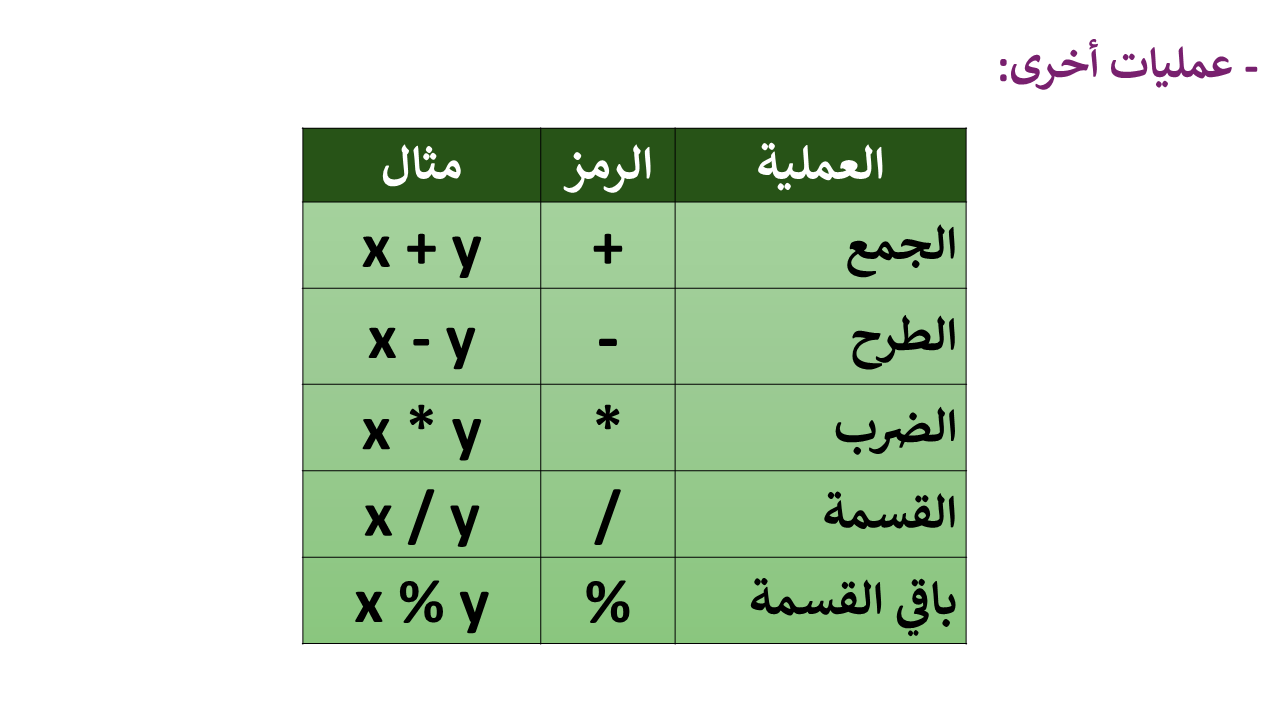 - عمليات أخرى:
العملية الرمز مثال
الجمع + x + y
الطرح - x - y
الضرب * x * y
القسمة / x / y
باقي القسمة % x % y